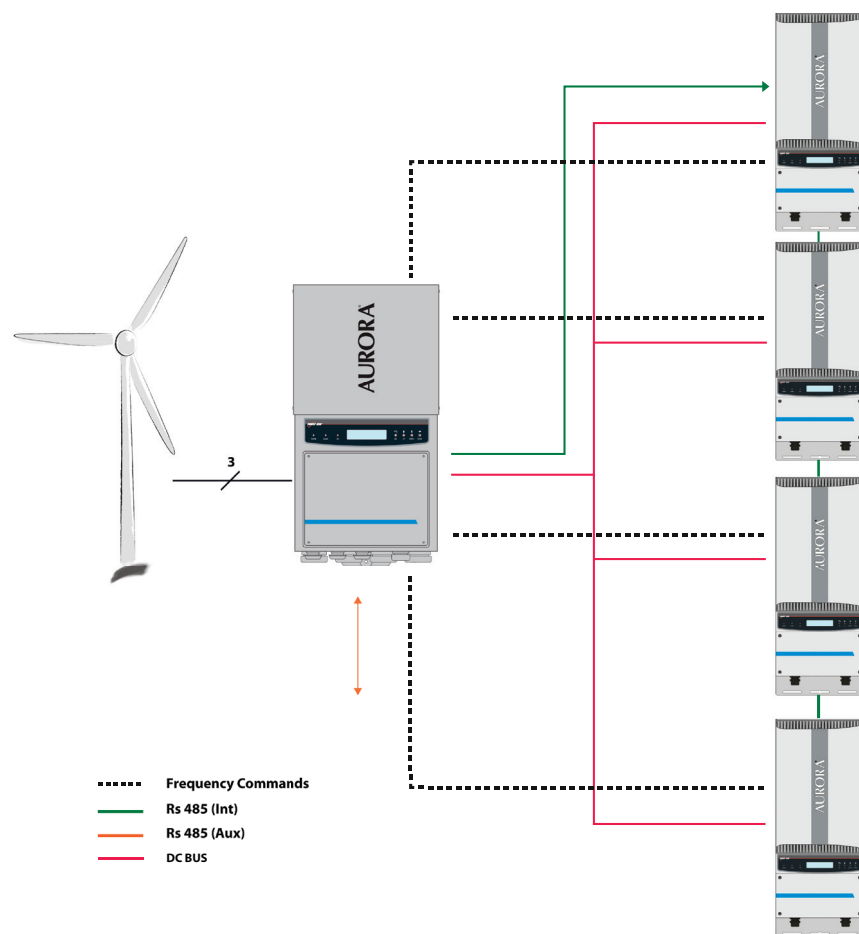 AURORA
AURORA
AURORA
3
AURORA
AURORA
Frequency Commands
Rs 485 (Int)
Rs 485 (Aux)
DC BUS